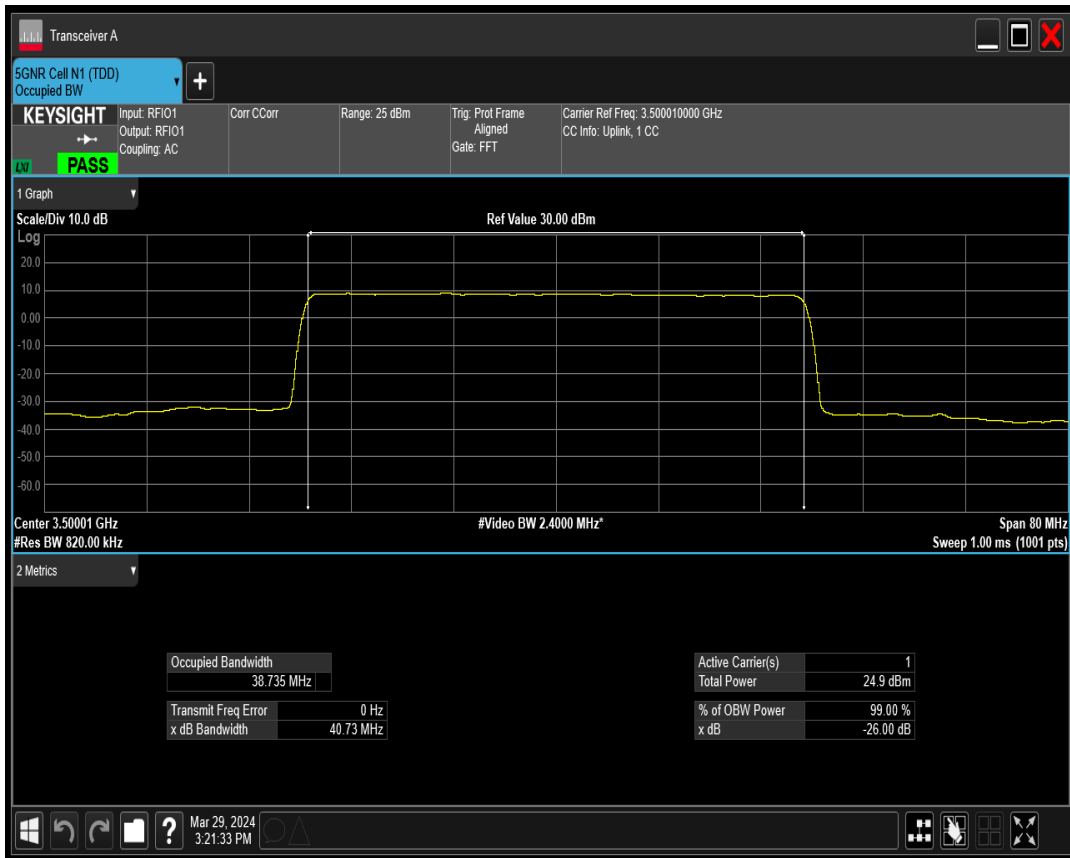 Transceiver A
5GNR Cell N1 (TDD)
Occupied BW
+
KEYSIGHT
LXI
PASS
Input: RFIO1
Output: RFIO1
Coupling: AC
Corr CCorr
Range: 25 dBm
Trig: Prot Frame
Aligned
Gate: FFT
Carrier Ref Freq: 3.500010000 GHz
CC Info: Uplink, 1 CC
1 Graph
Scale/Div 10.0 dB
Ref Value 30.00 dBm
Log
20.0
10.0
0.00
-10.0
-20.0
-30.0
-40.0
-50.0
-60.0
Center 3.50001 GHz
#Video BW 2.4000 MHz*
Span 80 MHz
#Res BW 820.00 kHz
Sweep 1.00 ms (1001 pts)
2 Metrics
Occupied Bandwidth
38.735 MHz
Transmit Freq Error 0 Hz
x dB Bandwidth 40.73 MHz
Active Carrier(s) 1
Total Power 24.9 dBm
% of OBW Power 99.00 %
x dB -26.00 dB
?
Mar 29, 2024
3:21:33 PM